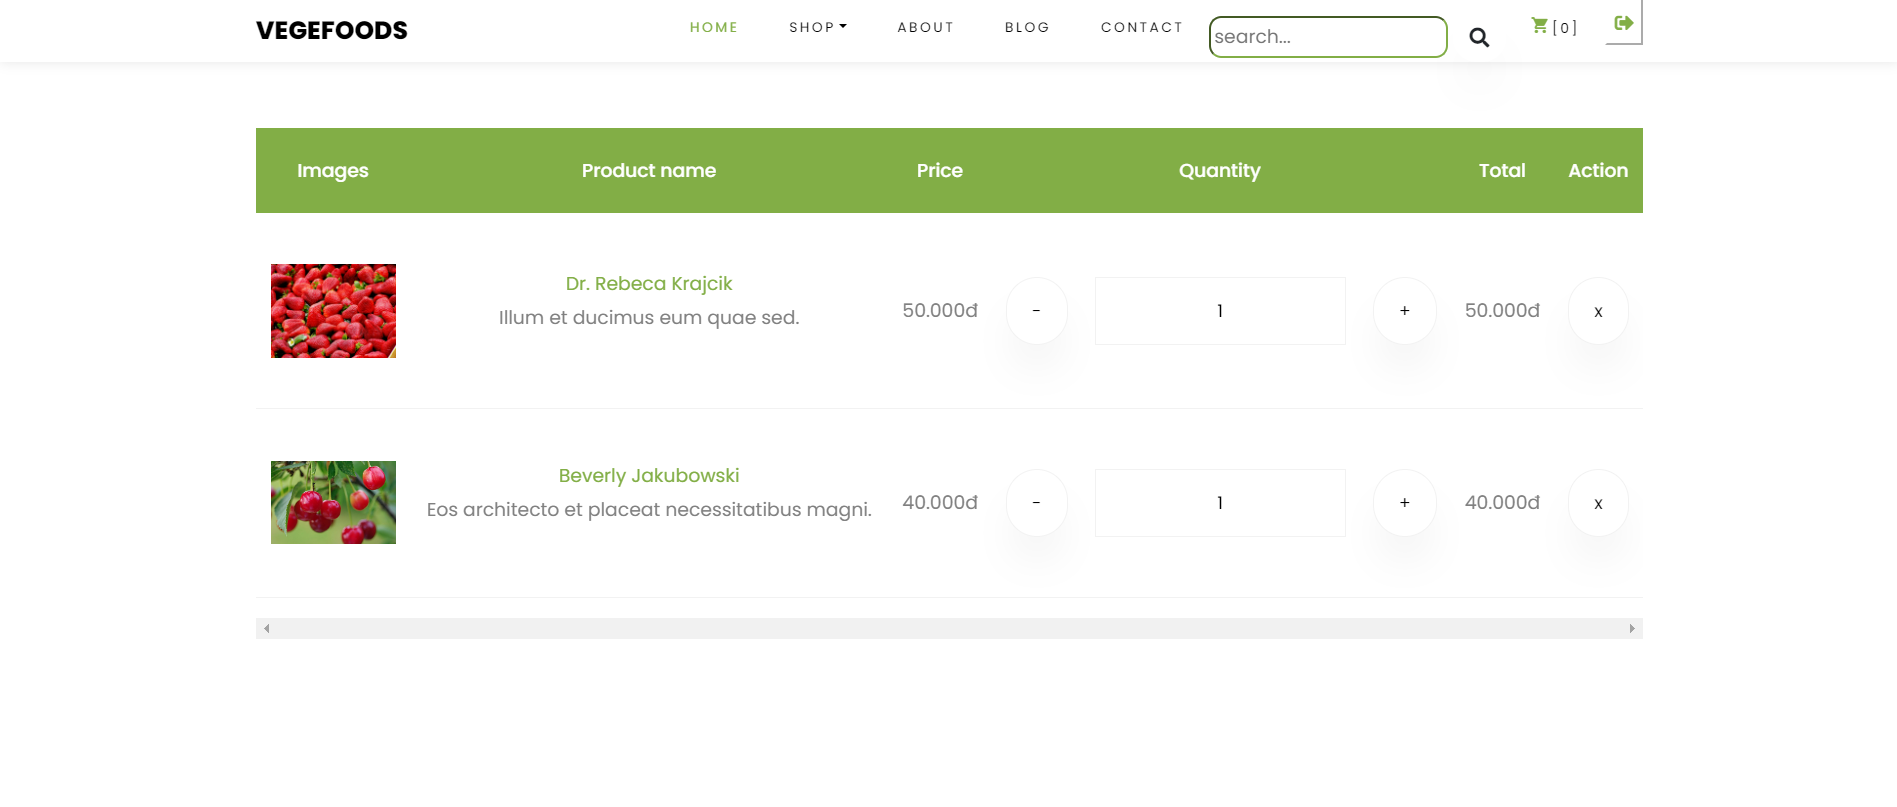 VEGEFOODS
HOME SHOP ABOUT BLOG CONTACT search... [0]
Images Product name Price Quantity Total Action
Dr. Rebeca Krajcik
Illum et ducimus eum quae sed.
50.000đ - 1 + 50.000đ x
Beverly Jakubowski
Eos architecto et placeat necessitatibus magni.
40.000đ - 1 + 40.000đ x